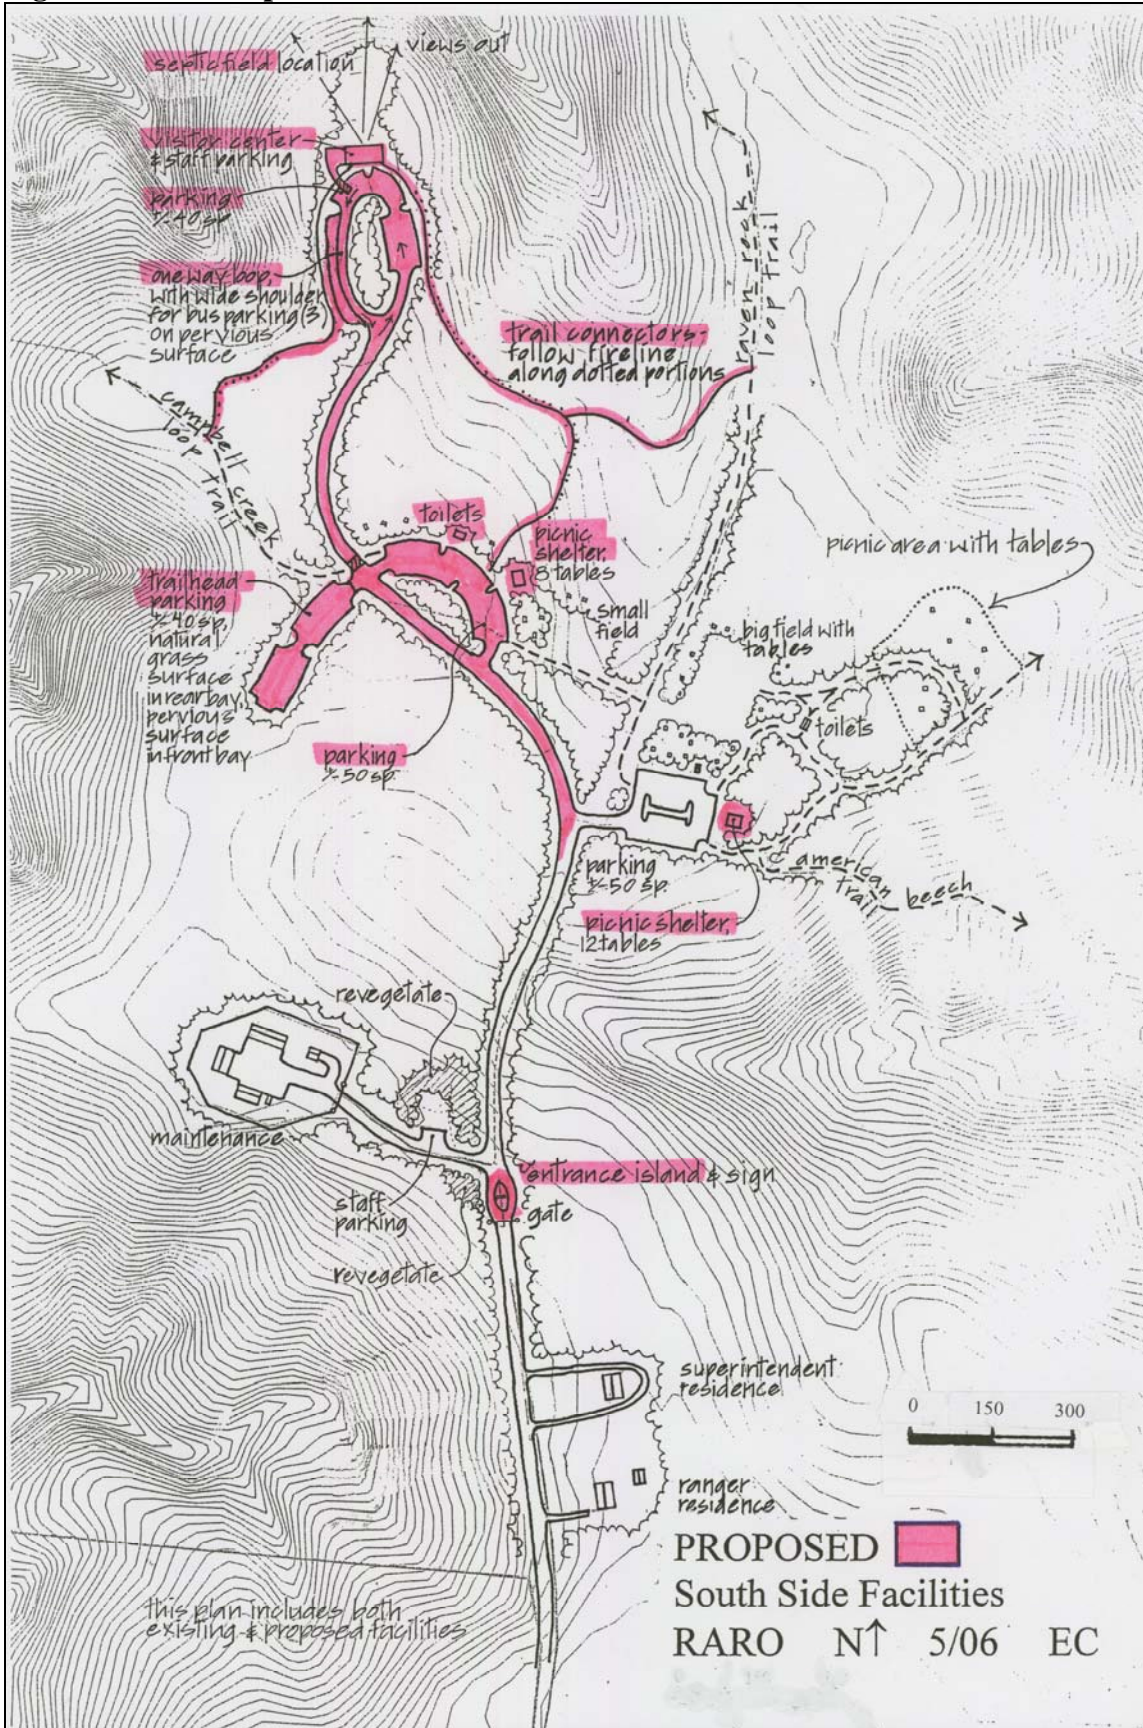 views out
septic field location
visitor center
& staff parking
parking
+/- 40 sp
one way loop,
with wide shoulder
for bus parking (3)
on pervious
surface
raven rock
loop trail
trail connectors-
follow fireline
along dotted portions
campbell creek
loop trail
toilets
picnic
shelter,
8 tables
picnic area with tables
trailhead
parking
+/- 40 sp,
natural
grass
surface
in rear bay,
pervious
surface
in front bay
small
field
big field with
tables
toilets
parking
+/- 50 sp.
parking
+/- 50 sp.
american beech
trail
picnic shelter,
12 tables
revegetate
maintenance
entrance island & sign
staff
parking
gate
revegetate
superintendent
residence
0 150 300
ranger
residence
PROPOSED
South Side Facilities
RARO N↑ 5/06 EC
this plan includes both
existing & proposed facilities